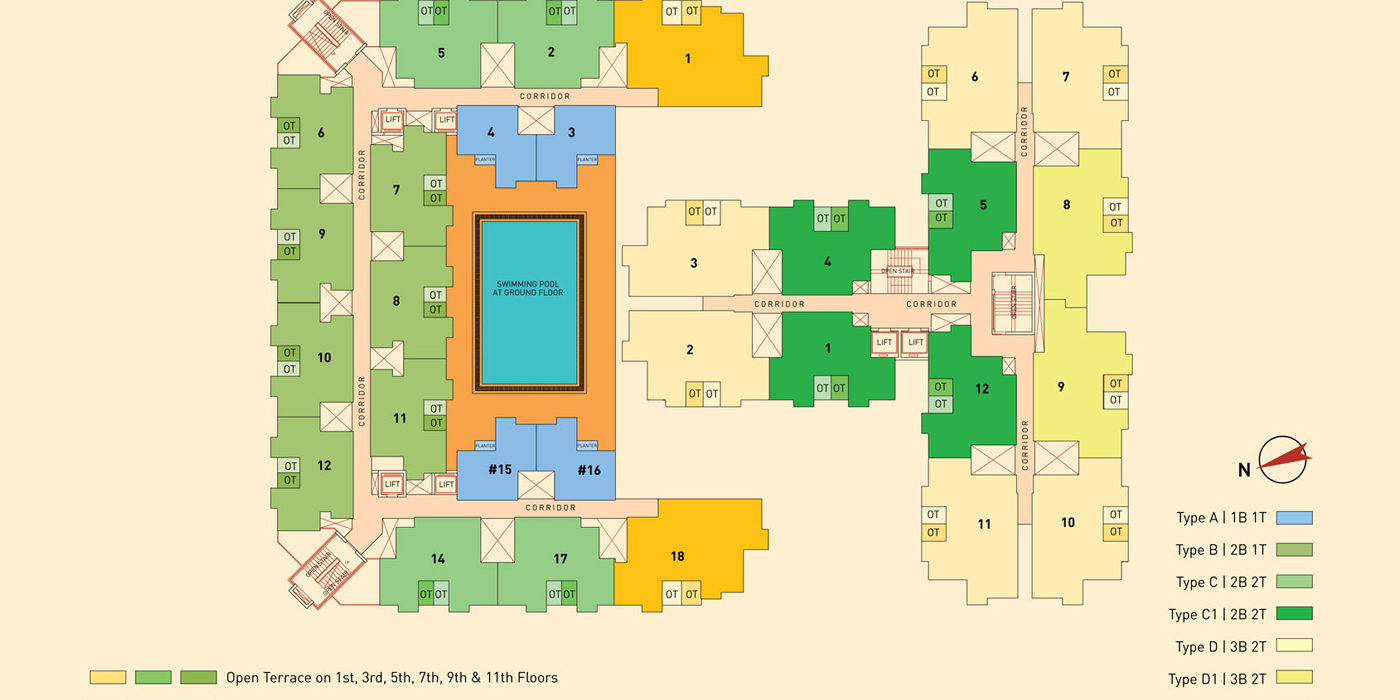 OPEN STAIR
OT OT
5
OT OT
2
OT OT
1
CORRIDOR
LIFT
LIFT
4
3
PLANTER
PLANTER
OT
OT
6
CORRIDOR
7
OT
OT
OT
OT
9
8
OT
OT
SWIMMING POOL
AT GROUND FLOOR
OT
OT
10
CORRIDOR
11
OT
OT
OT
OT
12
LIFT
LIFT
PLANTER
PLANTER
#15
#16
CORRIDOR
OPEN STAIR
OPEN STAIR
14
OT OT
17
OT OT
18
OT OT
OT OT
3
OT OT
4
OPEN STAIR
CORRIDOR
CORRIDOR
2
OT OT
1
OT OT
LIFT
LIFT
OT
OT
6
7
OT
OT
CORRIDOR
OT
OT
5
8
OT
OT
OPEN STAIR
OT
OT
12
9
OT
OT
CORRIDOR
OT
OT
11
10
OT
OT
N
Type A | 1B 1T
Type B | 2B 1T
Type C | 2B 2T
Type C1 | 2B 2T
Type D | 3B 2T
Type D1 | 3B 2T
Open Terrace on 1st, 3rd, 5th, 7th, 9th & 11th Floors